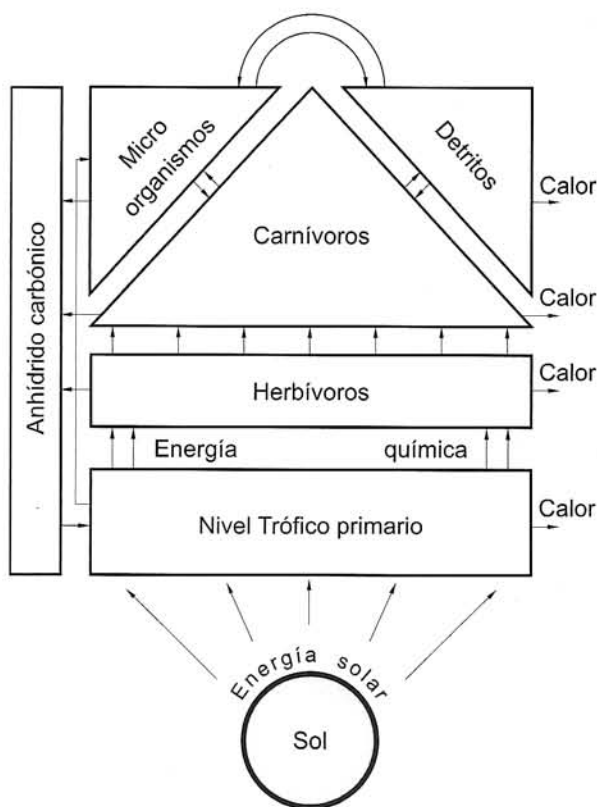 Micro
organismos
Detritos
Calor
Carnívoros
Calor
Anhídrido carbónico
Herbívoros
Calor
Energía química
Nivel Trófico primario
Calor
Energía solar
Sol